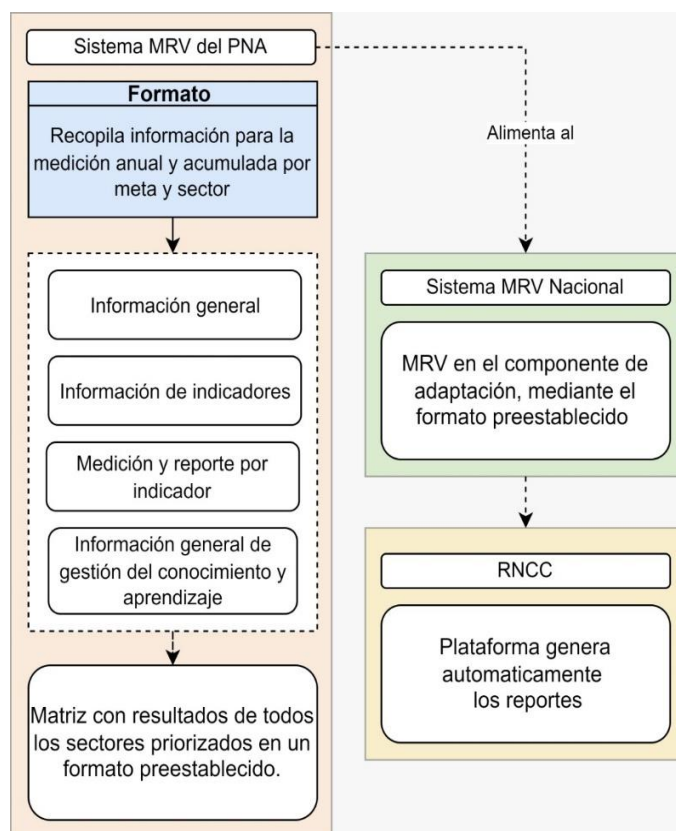 Sistema MRV del PNA
Formato
Recopila información para la
medición anual y acumulada por
meta y sector
Información general
Información de indicadores
Medición y reporte por
indicador
Información general de
gestión del conocimiento y
aprendizaje
Matriz con resultados de todos
los sectores priorizados en un
formato preestablecido.
Alimenta al
Sistema MRV Nacional
MRV en el componente de
adaptación, mediante el
formato preestablecido
RNCC
Plataforma genera
automaticamente
los reportes